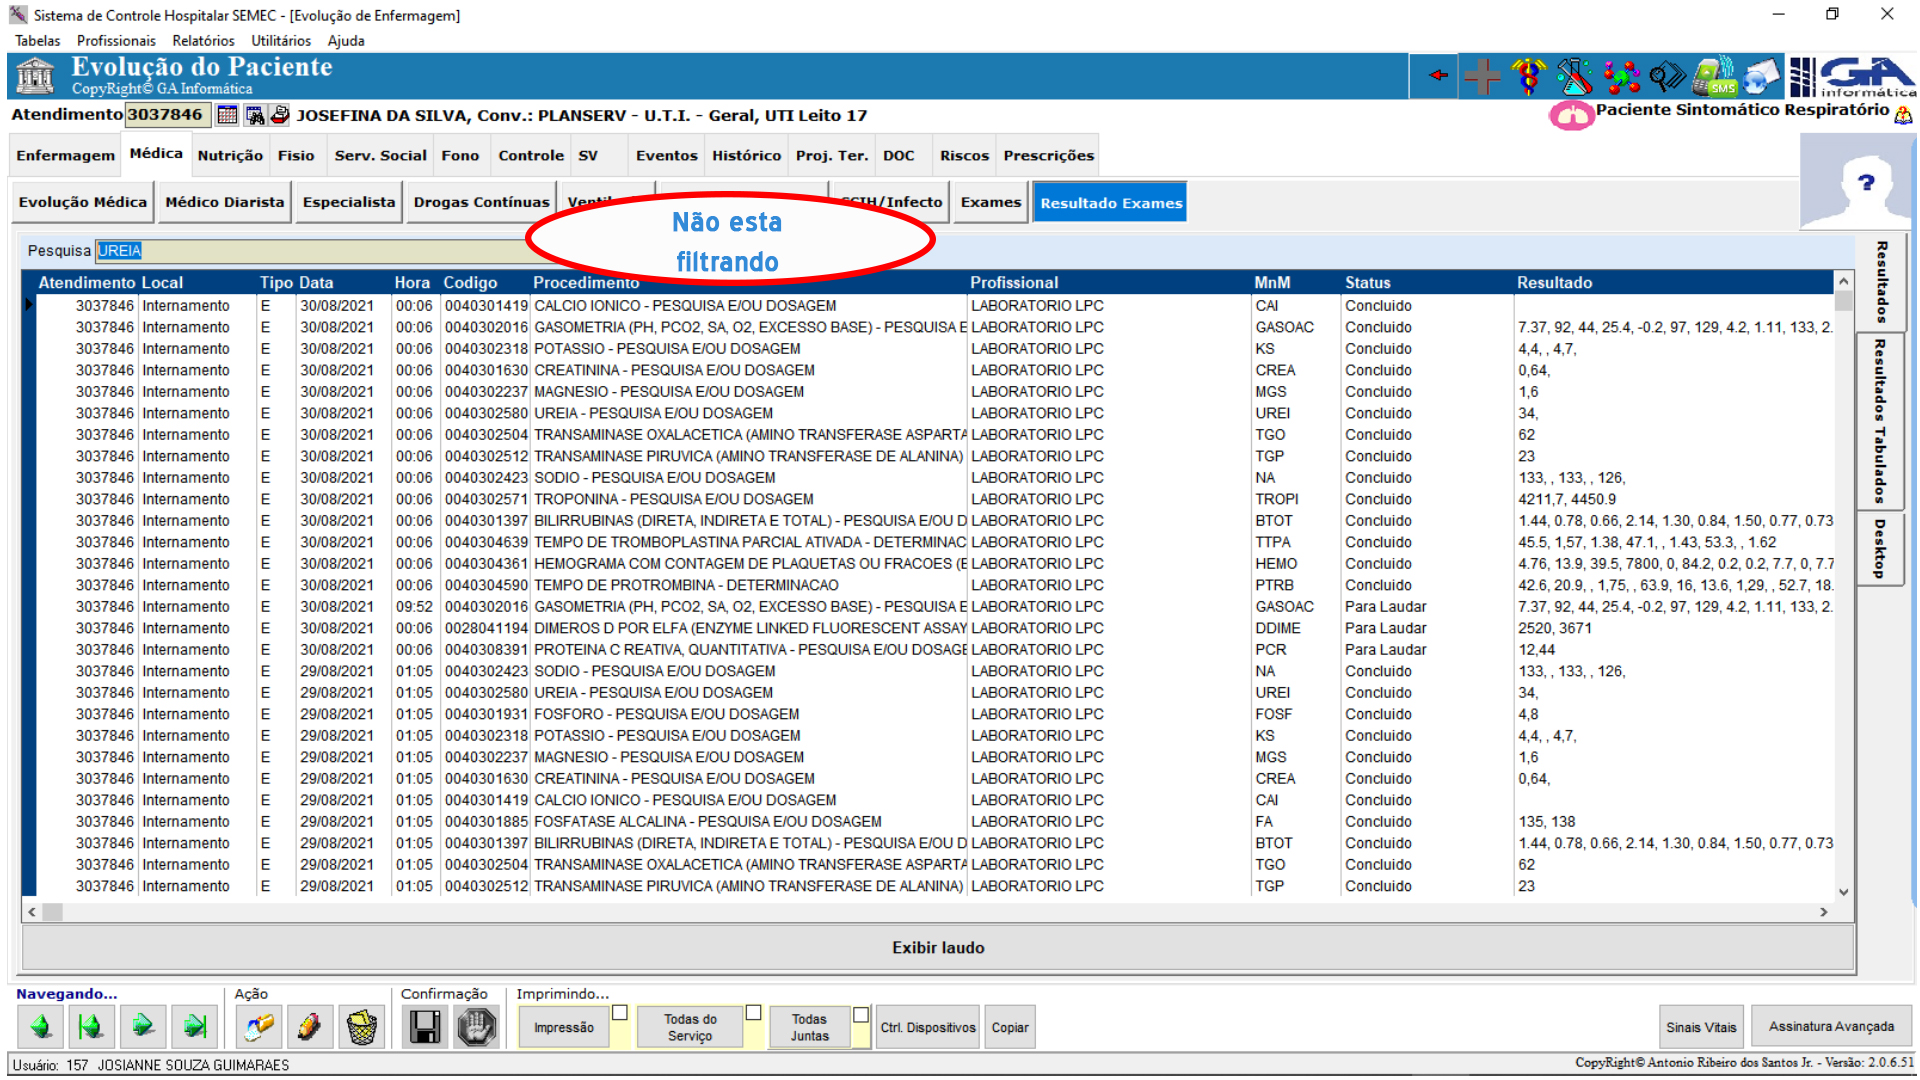 Sistema de Controle Hospitalar SEMEC - [Evolução de Enfermagem]
Tabelas Profissionais Relatórios Utilitários Ajuda
Evolução do Paciente
CopyRight© GA Informática
SMS
GA
informática
Atendimento 3037846 JOSEFINA DA SILVA, Conv.: PLANSERV - U.T.I. - Geral, UTI Leito 17
Paciente Sintomático Respiratório
Enfermagem Médica Nutrição Fisio Serv. Social Fono Controle SV Eventos Histórico Proj. Ter. DOC Riscos Prescrições
Evolução Médica Médico Diarista Especialista Drogas Contínuas /Infecto Exames Resultado Exames
Não esta
filtrando
?
Pesquisa UREIA
Atendimento Local Tipo Data Hora Codigo Procedimento Profissional MnM Status Resultado
3037846 Internamento E 30/08/2021 00:06 0040301419 CALCIO IONICO - PESQUISA E/OU DOSAGEM LABORATORIO LPC CAI Concluido
3037846 Internamento E 30/08/2021 00:06 0040302016 GASOMETRIA (PH, PCO2, SA, O2, EXCESSO BASE) - PESQUISA E LABORATORIO LPC GASOAC Concluido 7.37, 92, 44, 25.4, -0.2, 97, 129, 4.2, 1.11, 133, 2.
3037846 Internamento E 30/08/2021 00:06 0040302318 POTASSIO - PESQUISA E/OU DOSAGEM LABORATORIO LPC KS Concluido 4,4, , 4,7,
3037846 Internamento E 30/08/2021 00:06 0040301630 CREATININA - PESQUISA E/OU DOSAGEM LABORATORIO LPC CREA Concluido 0,64,
3037846 Internamento E 30/08/2021 00:06 0040302237 MAGNESIO - PESQUISA E/OU DOSAGEM LABORATORIO LPC MGS Concluido 1,6
3037846 Internamento E 30/08/2021 00:06 0040302580 UREIA - PESQUISA E/OU DOSAGEM LABORATORIO LPC UREI Concluido 34,
3037846 Internamento E 30/08/2021 00:06 0040302504 TRANSAMINASE OXALACETICA (AMINO TRANSFERASE ASPARTA LABORATORIO LPC TGO Concluido 62
3037846 Internamento E 30/08/2021 00:06 0040302512 TRANSAMINASE PIRUVICA (AMINO TRANSFERASE DE ALANINA) LABORATORIO LPC TGP Concluido 23
3037846 Internamento E 30/08/2021 00:06 0040302423 SODIO - PESQUISA E/OU DOSAGEM LABORATORIO LPC NA Concluido 133, , 133, , 126,
3037846 Internamento E 30/08/2021 00:06 0040302571 TROPONINA - PESQUISA E/OU DOSAGEM LABORATORIO LPC TROPI Concluido 4211,7, 4450.9
3037846 Internamento E 30/08/2021 00:06 0040301397 BILIRRUBINAS (DIRETA, INDIRETA E TOTAL) - PESQUISA E/OU D LABORATORIO LPC BTOT Concluido 1.44, 0.78, 0.66, 2.14, 1.30, 0.84, 1.50, 0.77, 0.73
3037846 Internamento E 30/08/2021 00:06 0040304639 TEMPO DE TROMBOPLASTINA PARCIAL ATIVADA - DETERMINAC LABORATORIO LPC TTPA Concluido 45.5, 1,57, 1.38, 47.1, , 1.43, 53.3, , 1.62
3037846 Internamento E 30/08/2021 00:06 0040304361 HEMOGRAMA COM CONTAGEM DE PLAQUETAS OU FRACOES (E LABORATORIO LPC HEMO Concluido 4.76, 13.9, 39.5, 7800, 0, 84.2, 0.2, 0.2, 7.7, 0, 7.7
3037846 Internamento E 30/08/2021 00:06 0040304590 TEMPO DE PROTROMBINA - DETERMINACAO LABORATORIO LPC PTRB Concluido 42.6, 20.9, , 1,75, , 63.9, 16, 13.6, 1,29, , 52.7, 18.
3037846 Internamento E 30/08/2021 09:52 0040302016 GASOMETRIA (PH, PCO2, SA, O2, EXCESSO BASE) - PESQUISA E LABORATORIO LPC GASOAC Para Laudar 7.37, 92, 44, 25.4, -0.2, 97, 129, 4.2, 1.11, 133, 2.
3037846 Internamento E 30/08/2021 00:06 0028041194 DIMEROS D POR ELFA (ENZYME LINKED FLUORESCENT ASSAY LABORATORIO LPC DDIME Para Laudar 2520, 3671
3037846 Internamento E 30/08/2021 00:06 0040308391 PROTEINA C REATIVA, QUANTITATIVA - PESQUISA E/OU DOSAGE LABORATORIO LPC PCR Para Laudar 12,44
3037846 Internamento E 29/08/2021 01:05 0040302423 SODIO - PESQUISA E/OU DOSAGEM LABORATORIO LPC NA Concluido 133, , 133, , 126,
3037846 Internamento E 29/08/2021 01:05 0040302580 UREIA - PESQUISA E/OU DOSAGEM LABORATORIO LPC UREI Concluido 34,
3037846 Internamento E 29/08/2021 01:05 0040301931 FOSFORO - PESQUISA E/OU DOSAGEM LABORATORIO LPC FOSF Concluido 4,8
3037846 Internamento E 29/08/2021 01:05 0040302318 POTASSIO - PESQUISA E/OU DOSAGEM LABORATORIO LPC KS Concluido 4,4, , 4,7,
3037846 Internamento E 29/08/2021 01:05 0040302237 MAGNESIO - PESQUISA E/OU DOSAGEM LABORATORIO LPC MGS Concluido 1,6
3037846 Internamento E 29/08/2021 01:05 0040301630 CREATININA - PESQUISA E/OU DOSAGEM LABORATORIO LPC CREA Concluido 0,64,
3037846 Internamento E 29/08/2021 01:05 0040301419 CALCIO IONICO - PESQUISA E/OU DOSAGEM LABORATORIO LPC CAI Concluido
3037846 Internamento E 29/08/2021 01:05 0040301885 FOSFATASE ALCALINA - PESQUISA E/OU DOSAGEM LABORATORIO LPC FA Concluido 135, 138
3037846 Internamento E 29/08/2021 01:05 0040301397 BILIRRUBINAS (DIRETA, INDIRETA E TOTAL) - PESQUISA E/OU D LABORATORIO LPC BTOT Concluido 1.44, 0.78, 0.66, 2.14, 1.30, 0.84, 1.50, 0.77, 0.73
3037846 Internamento E 29/08/2021 01:05 0040302504 TRANSAMINASE OXALACETICA (AMINO TRANSFERASE ASPARTA LABORATORIO LPC TGO Concluido 62
3037846 Internamento E 29/08/2021 01:05 0040302512 TRANSAMINASE PIRUVICA (AMINO TRANSFERASE DE ALANINA) LABORATORIO LPC TGP Concluido 23
Resultados
Resultados Tabulados
Desktop
Exibir laudo
Navegando... Ação Confirmação Imprimindo...
Impressão
Todas do
Serviço
Todas
Juntas
Ctrl. Dispositivos
Copiar
Sinais Vitais
Assinatura Avançada
Usuário: 157 JOSIANNE SOUZA GUIMARAES
CopyRight© Antonio Ribeiro dos Santos Jr. - Versão: 2.0.6.51